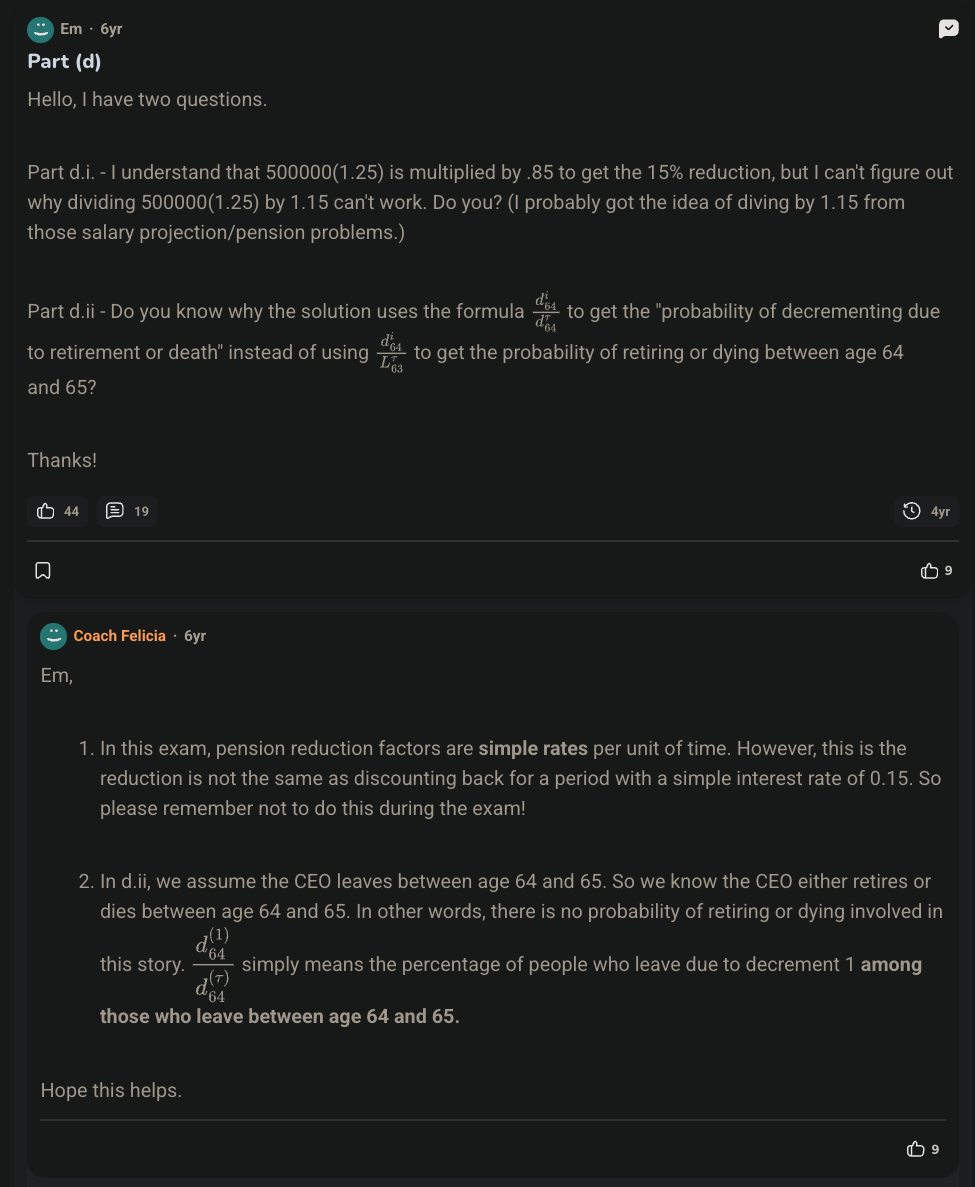 Em · 6yr
Part (d)
Hello, I have two questions.
Part d.i. - I understand that 500000(1.25) is multiplied by .85 to get the 15% reduction, but I can't figure out
why dividing 500000(1.25) by 1.15 can't work. Do you? (I probably got the idea of diving by 1.15 from
those salary projection/pension problems.)
Part d.ii - Do you know why the solution uses the formula $\frac{d_{64}^{i}}{d_{64}^{\tau}}$ to get the "probability of decrementing due
to retirement or death" instead of using $\frac{d_{64}^{i}}{L_{63}^{\tau}}$ to get the probability of retiring or dying between age 64
and 65?
Thanks!
44 19 4yr
9
Coach Felicia · 6yr
Em,
1. In this exam, pension reduction factors are simple rates per unit of time. However, this is the
reduction is not the same as discounting back for a period with a simple interest rate of 0.15. So
please remember not to do this during the exam!
2. In d.ii, we assume the CEO leaves between age 64 and 65. So we know the CEO either retires or
dies between age 64 and 65. In other words, there is no probability of retiring or dying involved in
this story. $\frac{d_{64}^{(1)}}{d_{64}^{(\tau)}}$ simply means the percentage of people who leave due to decrement 1 among
those who leave between age 64 and 65.
Hope this helps.
9